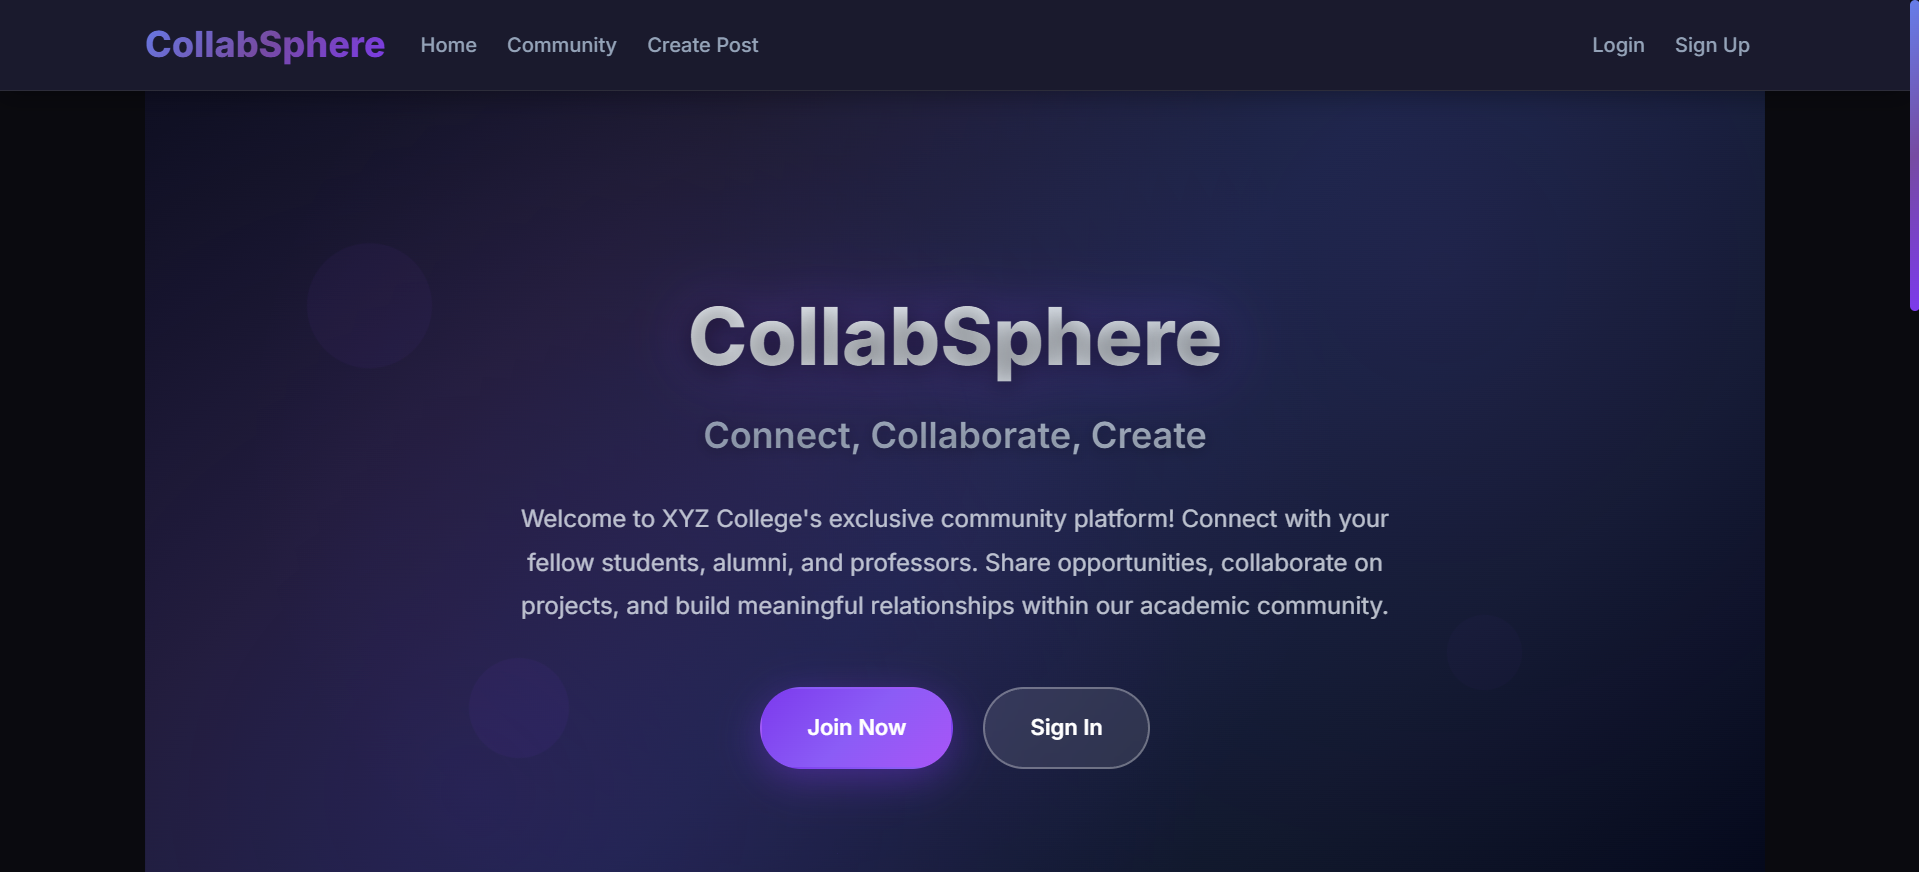 CollabSphere Home Community Create Post Login Sign Up
CollabSphere
Connect, Collaborate, Create
Welcome to XYZ College's exclusive community platform! Connect with your
fellow students, alumni, and professors. Share opportunities, collaborate on
projects, and build meaningful relationships within our academic community.
Join Now Sign In